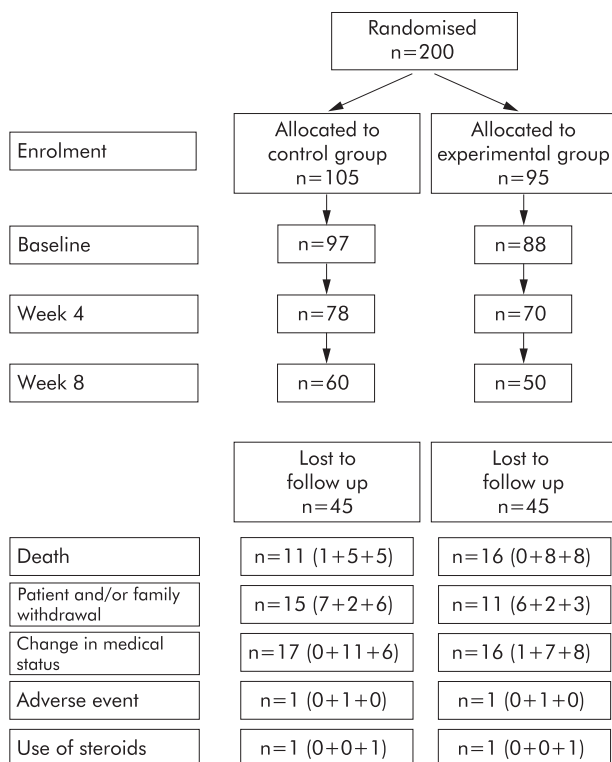 Randomised
n=200
Enrolment
Allocated to
control group
n=105
Allocated to
experimental group
n=95
Baseline
n=97
n=88
Week 4
n=78
n=70
Week 8
n=60
n=50
Lost to
follow up
n=45
Lost to
follow up
n=45
Death
n=11 (1+5+5)
n=16 (0+8+8)
Patient and/or family
withdrawal
n=15 (7+2+6)
n=11 (6+2+3)
Change in medical
status
n=17 (0+11+6)
n=16 (1+7+8)
Adverse event
n=1 (0+1+0)
n=1 (0+1+0)
Use of steroids
n=1 (0+0+1)
n=1 (0+0+1)